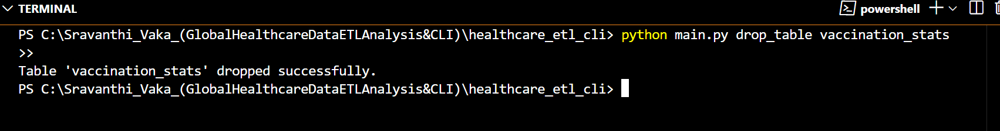 TERMINAL
powershell
PS C:\Sravanthi_Vaka_(GlobalHealthcareDataETLAnalysis&CLI)\healthcare_etl_cli> python main.py drop_table vaccination_stats
>>
Table 'vaccination_stats' dropped successfully.
PS C:\Sravanthi_Vaka_(GlobalHealthcareDataETLAnalysis&CLI)\healthcare_etl_cli>